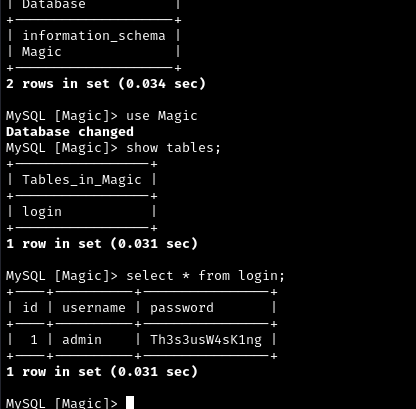 | Database           |
+--------------------+
| information_schema |
| Magic              |
+--------------------+
2 rows in set (0.034 sec)

MySQL [Magic]> use Magic
Database changed
MySQL [Magic]> show tables;
+-----------------+
| Tables_in_Magic |
+-----------------+
| login           |
+-----------------+
1 row in set (0.031 sec)

MySQL [Magic]> select * from login;
+----+----------+----------------+
| id | username | password       |
+----+----------+----------------+
|  1 | admin    | Th3s3usW4sK1ng |
+----+----------+----------------+
1 row in set (0.031 sec)

MySQL [Magic]>